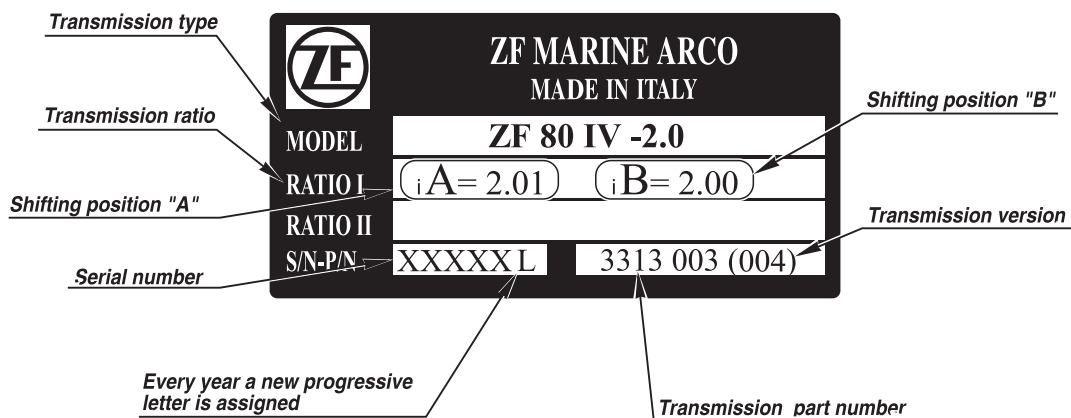 Transmission type
ZF
ZF MARINE ARCO
MADE IN ITALY
Shifting position "B"
Transmission ratio
MODEL ZF 80 IV -2.0
RATIO I iA= 2.01 iB= 2.00
Shifting position "A"
RATIO II
Transmission version
S/N-P/N XXXXX L 3313 003 (004)
Serial number
Every year a new progressive
letter is assigned
Transmission part number